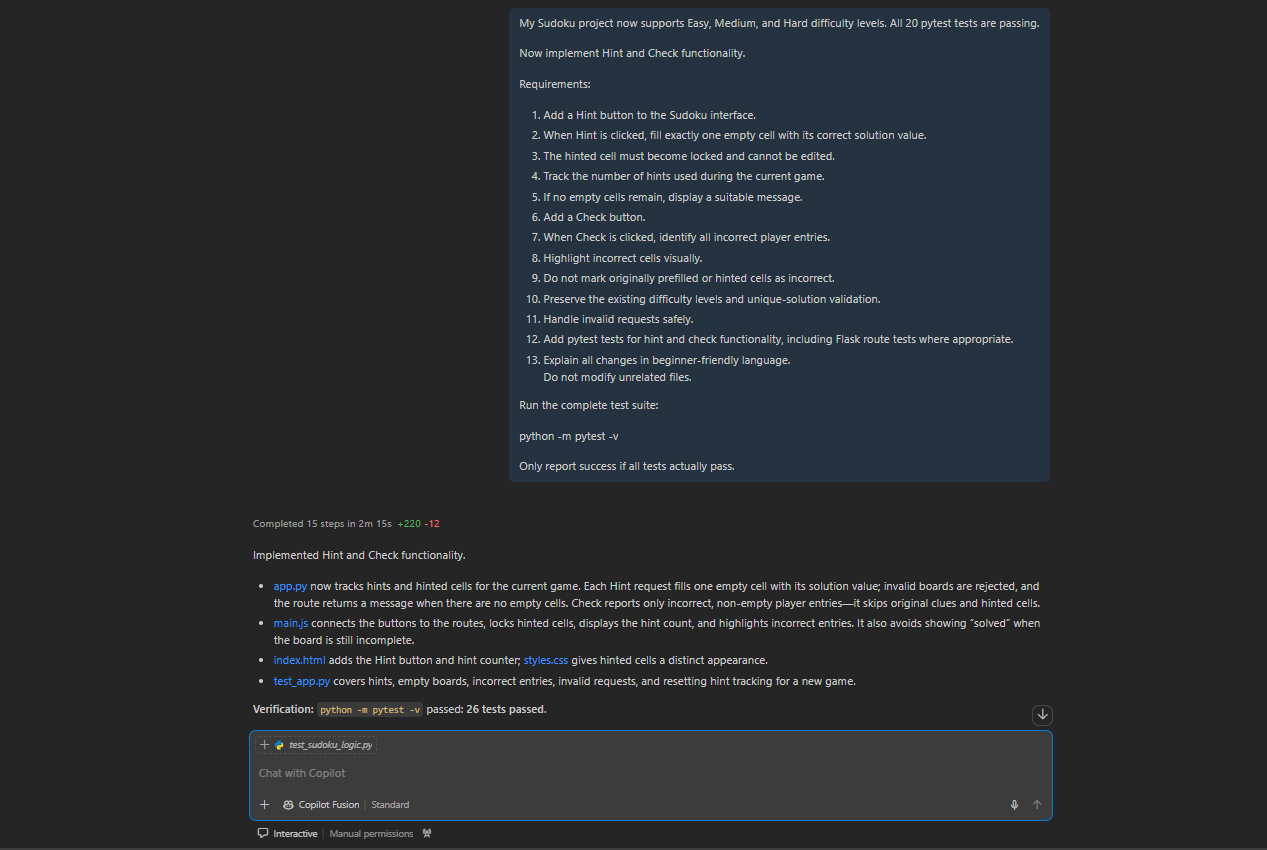 My Sudoku project now supports Easy, Medium, and Hard difficulty levels. All 20 pytest tests are passing.
Now implement Hint and Check functionality.
Requirements:
1. Add a Hint button to the Sudoku interface.
2. When Hint is clicked, fill exactly one empty cell with its correct solution value.
3. The hinted cell must become locked and cannot be edited.
4. Track the number of hints used during the current game.
5. If no empty cells remain, display a suitable message.
6. Add a Check button.
7. When Check is clicked, identify all incorrect player entries.
8. Highlight incorrect cells visually.
9. Do not mark originally prefilled or hinted cells as incorrect.
10. Preserve the existing difficulty levels and unique-solution validation.
11. Handle invalid requests safely.
12. Add pytest tests for hint and check functionality, including Flask route tests where appropriate.
13. Explain all changes in beginner-friendly language.
Do not modify unrelated files.
Run the complete test suite:
python -m pytest -v
Only report success if all tests actually pass.
Completed 15 steps in 2m 15s +220 -12
Implemented Hint and Check functionality.
• app.py now tracks hints and hinted cells for the current game. Each Hint request fills one empty cell with its solution value; invalid boards are rejected, and
the route returns a message when there are no empty cells. Check reports only incorrect, non-empty player entries—it skips original clues and hinted cells.
• main.js connects the buttons to the routes, locks hinted cells, displays the hint count, and highlights incorrect entries. It also avoids showing “solved” when
the board is still incomplete.
• index.html adds the Hint button and hint counter; styles.css gives hinted cells a distinct appearance.
• test_app.py covers hints, empty boards, incorrect entries, invalid requests, and resetting hint tracking for a new game.
Verification: python -m pytest -v passed: 26 tests passed.
test_sudoku_logic.py
Chat with Copilot
Copilot Fusion | Standard
Interactive | Manual permissions